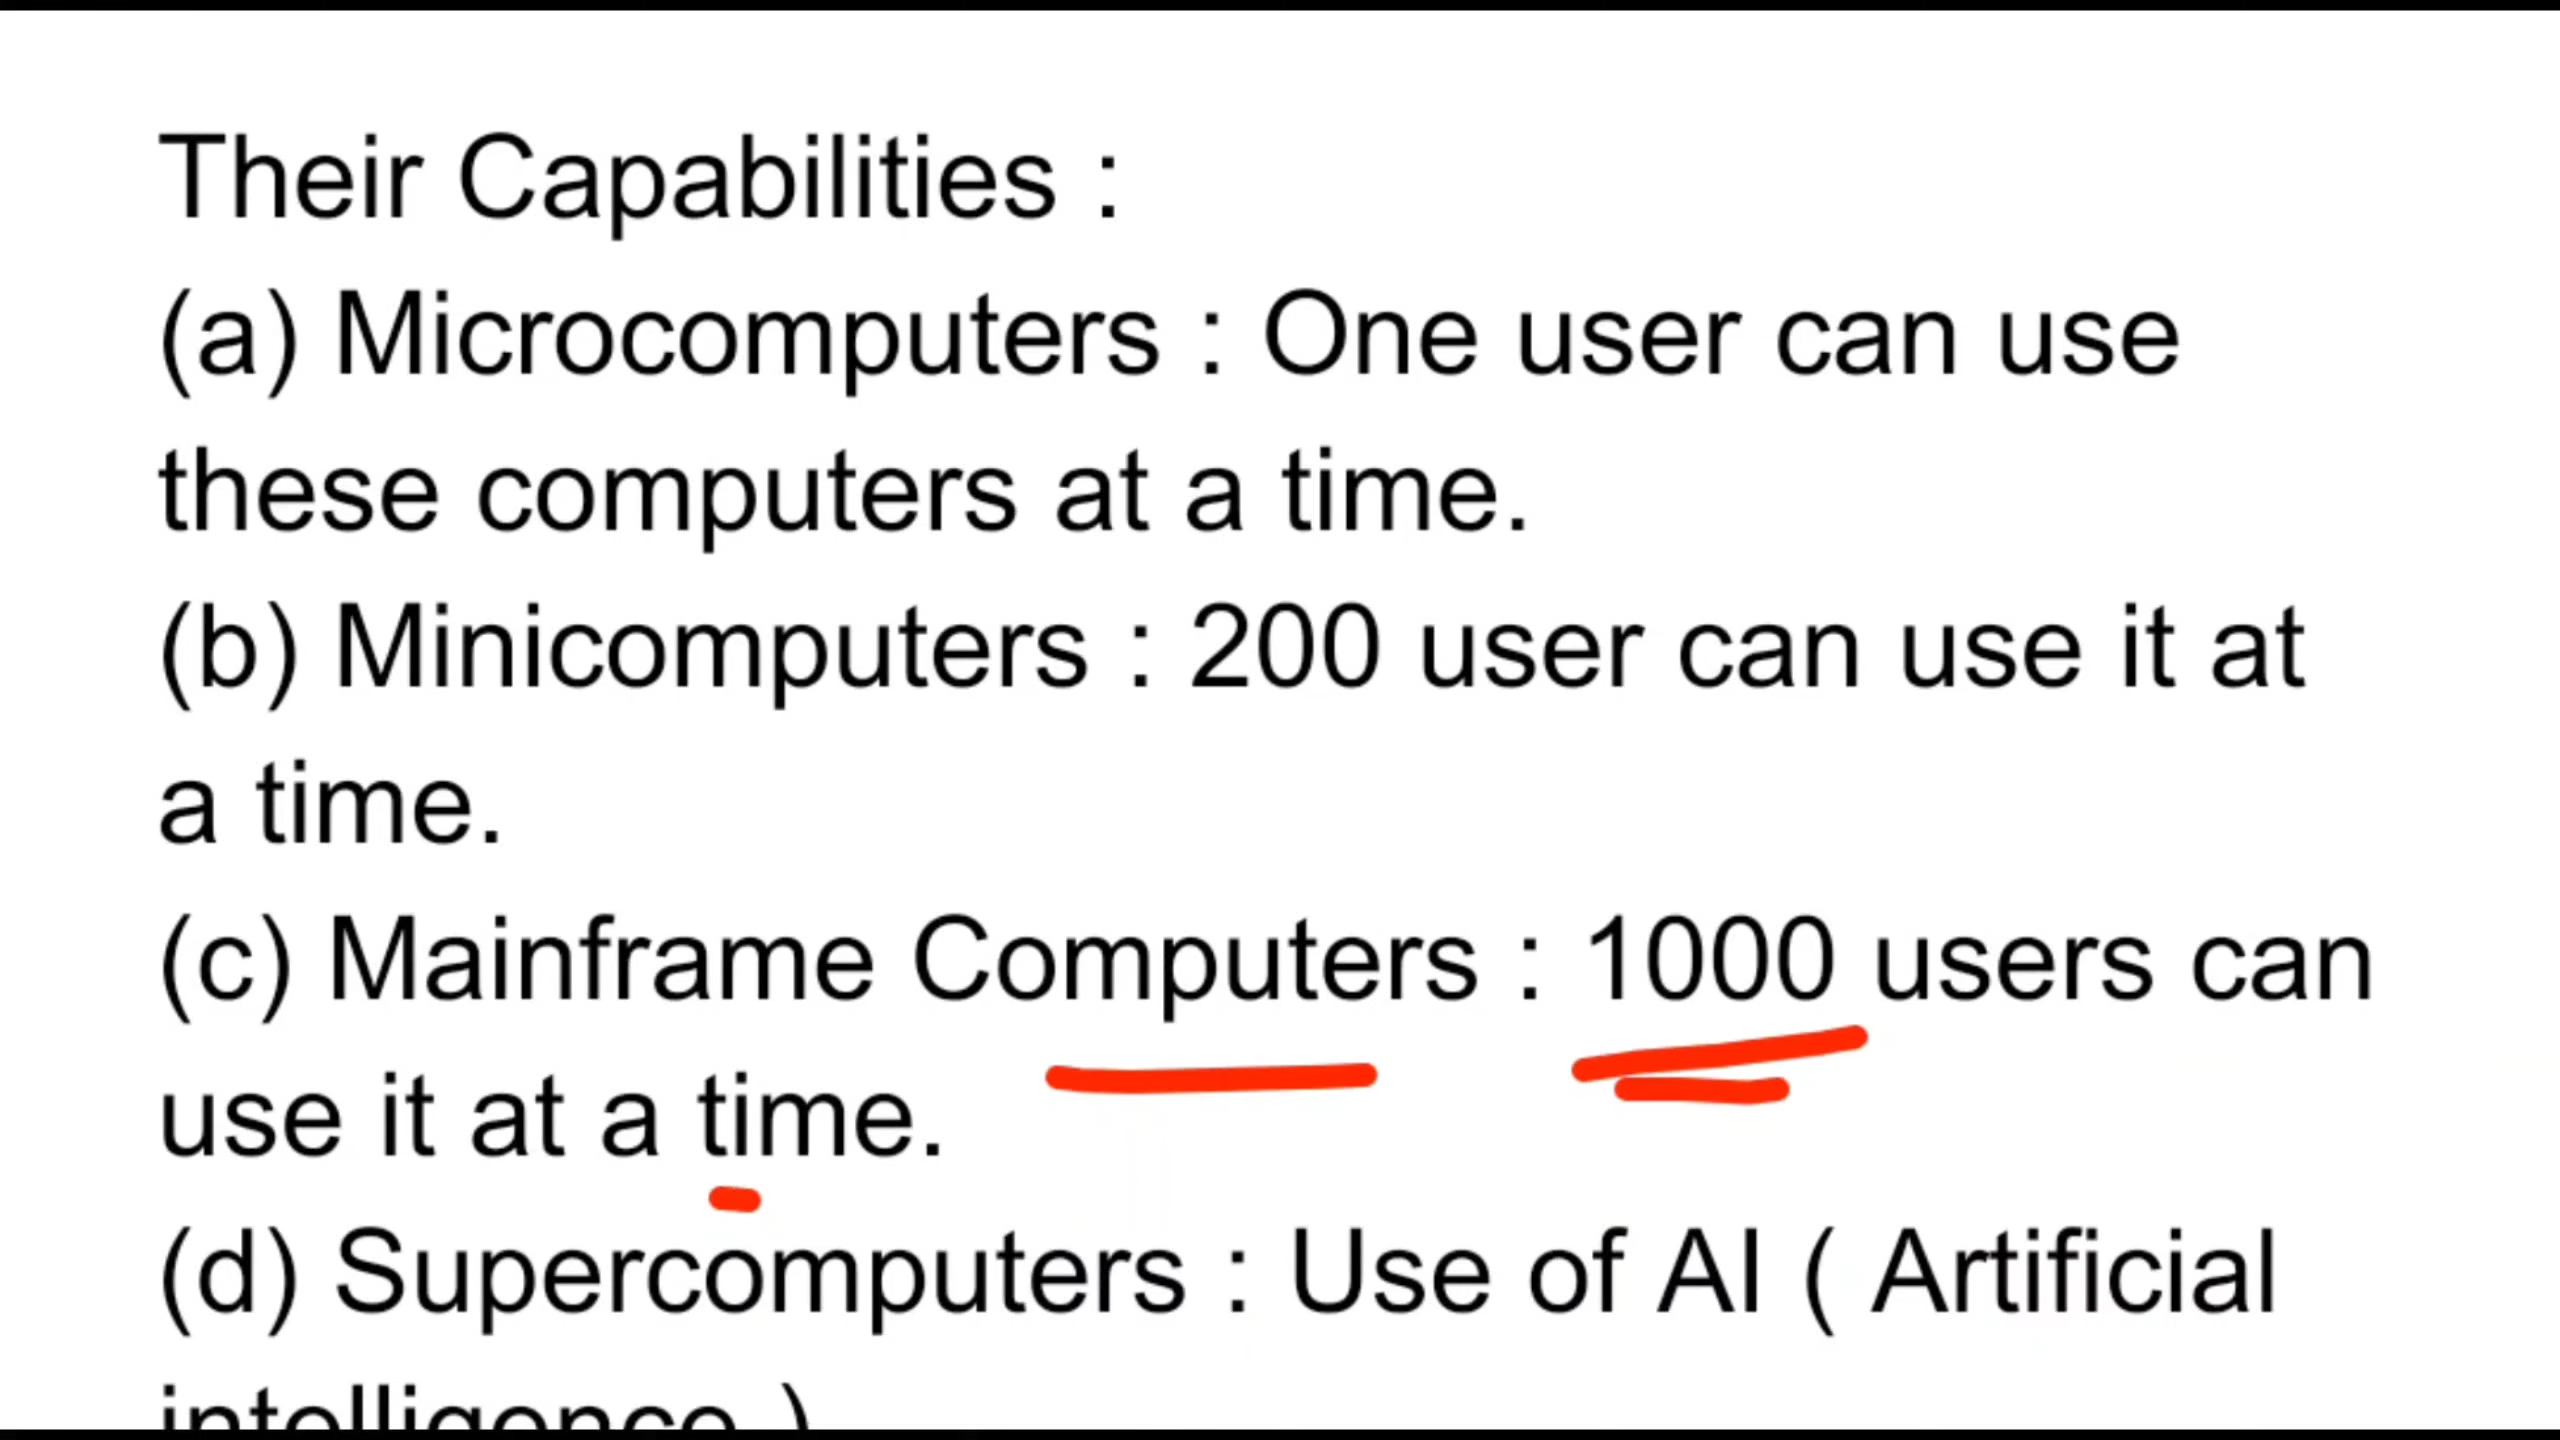 Their Capabilities :
(a) Microcomputers : One user can use
these computers at a time.
(b) Minicomputers : 200 user can use it at
a time.
(c) Mainframe Computers : 1000 users can
use it at a time.
(d) Supercomputers : Use of AI ( Artificial
intelligence )